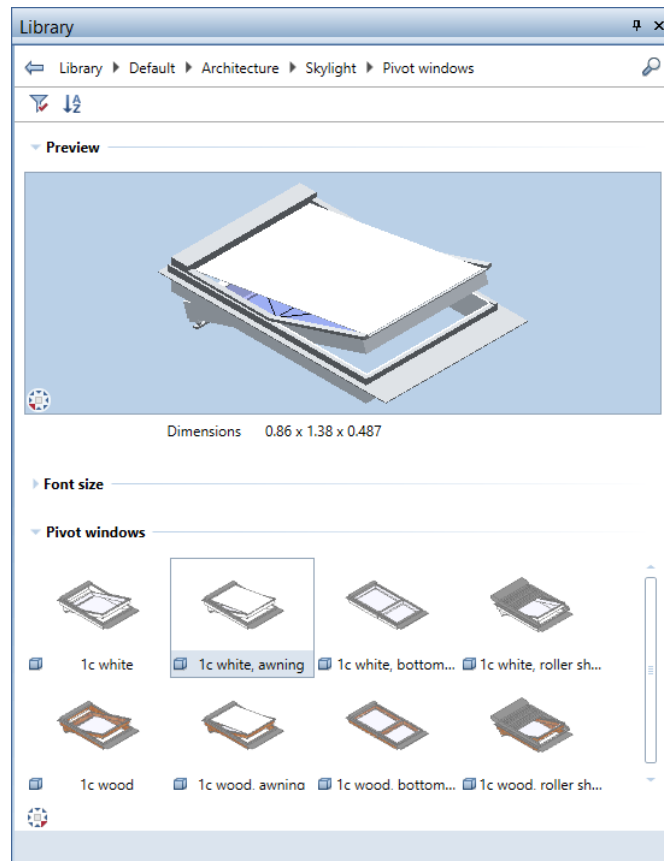 Library
Library Default Architecture Skylight Pivot windows
Preview
Dimensions 0.86 x 1.38 x 0.487
Font size
Pivot windows
1c white 1c white, awning 1c white, bottom... 1c white, roller sh...
1c wood 1c wood, awning 1c wood, bottom... 1c wood, roller sh...